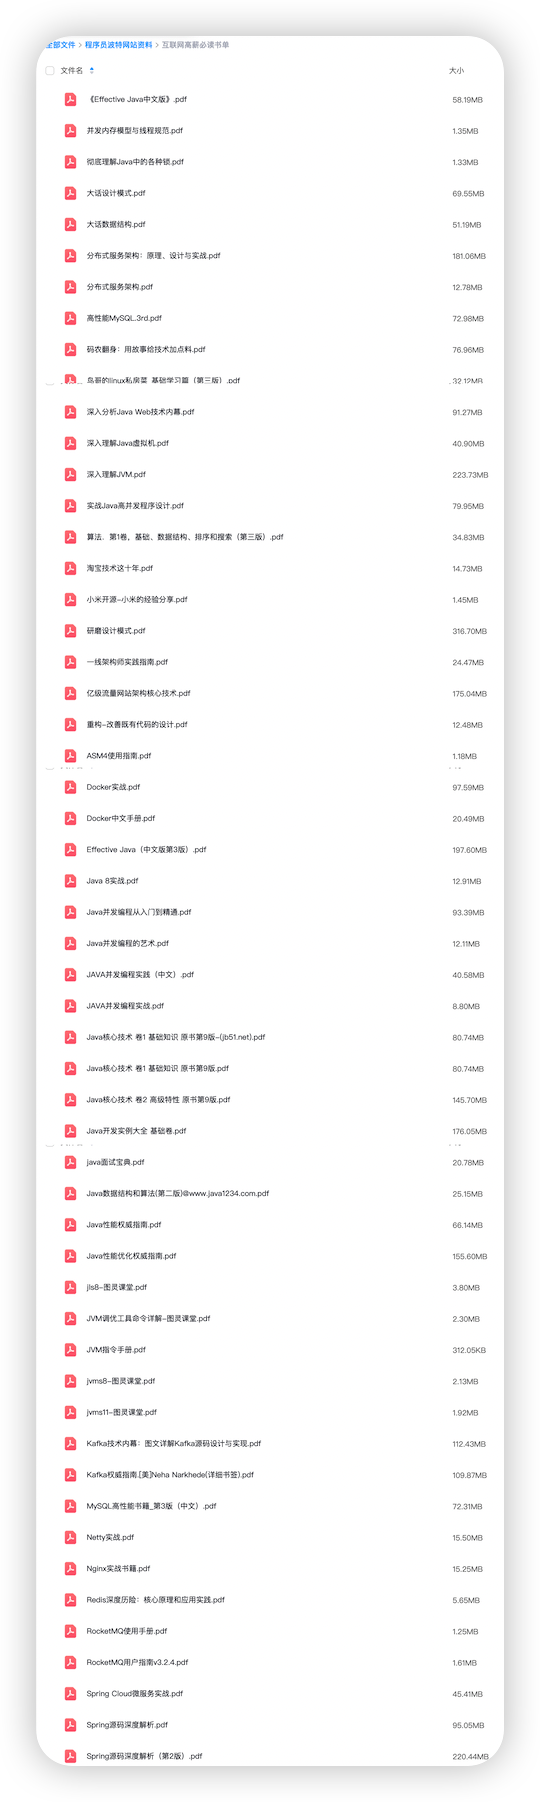 全部文件 > 程序员波特网站资料 > 互联网高薪必读书单
文件名 大小
《Effective Java中文版》.pdf 58.19MB
并发内存模型与线程规范.pdf 1.35MB
彻底理解Java中的各种锁.pdf 1.33MB
大话设计模式.pdf 69.55MB
大话数据结构.pdf 51.19MB
分布式服务架构：原理、设计与实战.pdf 181.06MB
分布式服务架构.pdf 12.78MB
高性能MySQL.3rd.pdf 72.98MB
码农翻身：用故事给技术加点料.pdf 76.96MB
鸟哥的linux私房菜_基础学习篇（第三版）.pdf 32.12MB
深入分析Java Web技术内幕.pdf 91.27MB
深入理解Java虚拟机.pdf 40.90MB
深入理解JVM.pdf 223.73MB
实战Java高并发程序设计.pdf 79.95MB
算法．第1卷，基础、数据结构、排序和搜索（第三版）.pdf 34.83MB
淘宝技术这十年.pdf 14.73MB
小米开源-小米的经验分享.pdf 1.45MB
研磨设计模式.pdf 316.70MB
一线架构师实践指南.pdf 24.47MB
亿级流量网站架构核心技术.pdf 175.04MB
重构-改善既有代码的设计.pdf 12.48MB
ASM4使用指南.pdf 1.18MB
Docker实战.pdf 97.59MB
Docker中文手册.pdf 20.49MB
Effective Java（中文版第3版）.pdf 197.60MB
Java 8实战.pdf 12.91MB
Java并发编程从入门到精通.pdf 93.39MB
Java并发编程的艺术.pdf 12.11MB
JAVA并发编程实践（中文）.pdf 40.58MB
JAVA并发编程实战.pdf 8.80MB
Java核心技术 卷1 基础知识 原书第9版-(jb51.net).pdf 80.74MB
Java核心技术 卷1 基础知识 原书第9版.pdf 80.74MB
Java核心技术 卷2 高级特性 原书第9版.pdf 145.70MB
Java开发实例大全 基础卷.pdf 176.05MB
java面试宝典.pdf 20.78MB
Java数据结构和算法(第二版)@www.java1234.com.pdf 25.15MB
Java性能权威指南.pdf 66.14MB
Java性能优化权威指南.pdf 155.60MB
jls8-图灵课堂.pdf 3.80MB
JVM调优工具命令详解-图灵课堂.pdf 2.30MB
JVM指令手册.pdf 312.05KB
jvms8-图灵课堂.pdf 2.13MB
jvms11-图灵课堂.pdf 1.92MB
Kafka技术内幕：图文详解Kafka源码设计与实现.pdf 112.43MB
Kafka权威指南.[美]Neha Narkhede(详细书签).pdf 109.87MB
MySQL高性能书籍_第3版（中文）.pdf 72.31MB
Netty实战.pdf 15.50MB
Nginx实战书籍.pdf 15.25MB
Redis深度历险：核心原理和应用实践.pdf 5.65MB
RocketMQ使用手册.pdf 1.25MB
RocketMQ用户指南v3.2.4.pdf 1.61MB
Spring Cloud微服务实战.pdf 45.41MB
Spring源码深度解析.pdf 95.05MB
Spring源码深度解析（第2版）.pdf 220.44MB